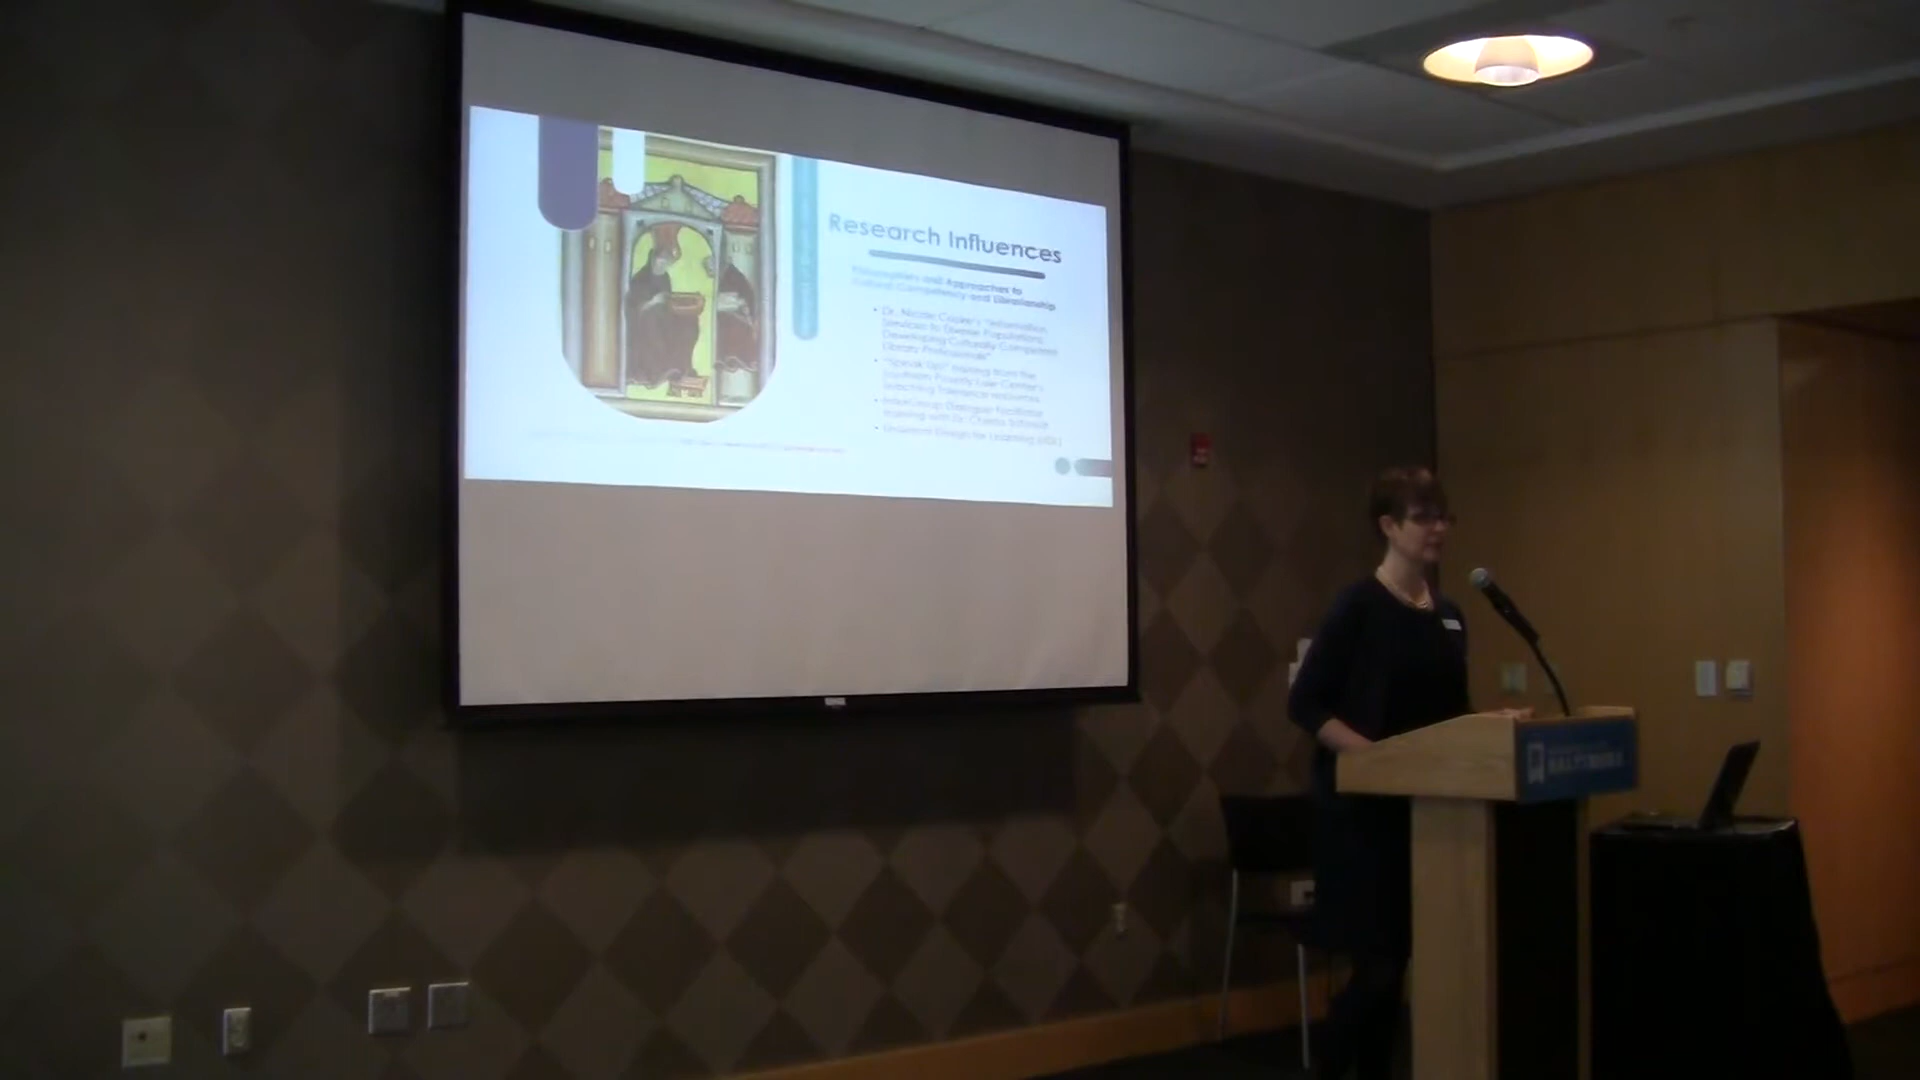 Research Influences
Philosophies and Approaches to
Cultural Competency and Librarianship
• Dr. Nicole Cooke's "Information
Services to Diverse Populations:
Developing Culturally Competent
Library Professionals"
• "Speak Up!" training from the
Southern Poverty Law Center's
Teaching Tolerance resources
• Intergroup Dialogue Facilitator
training with Dr.
• Universal Design for Learning (UDL)
BALTIMORE